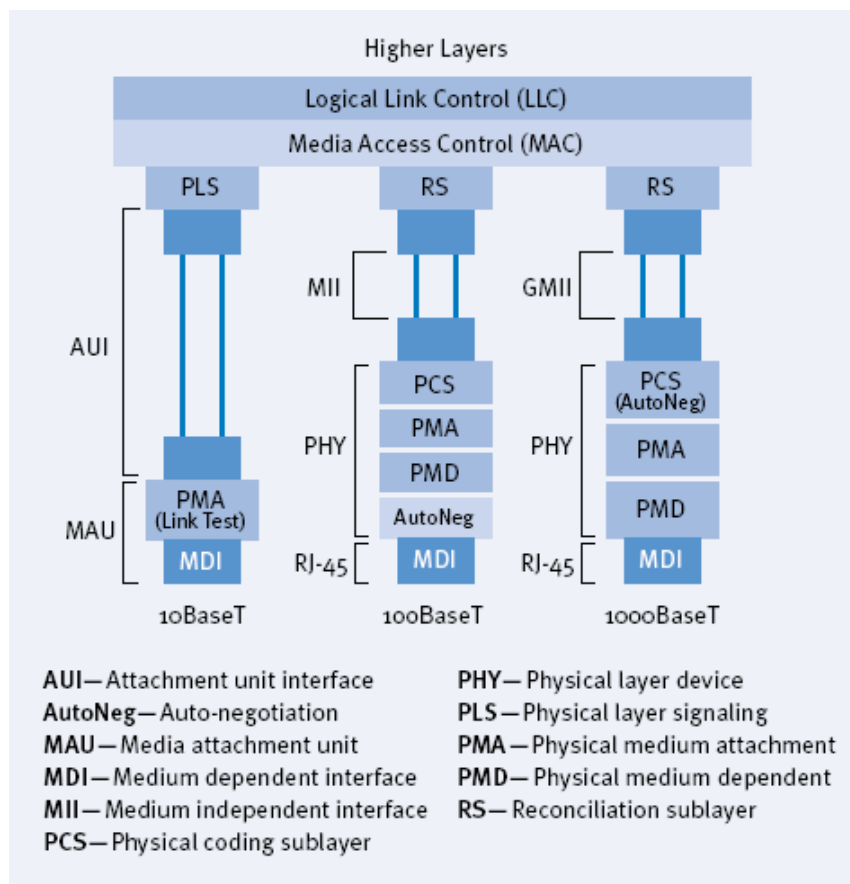 Higher Layers
Logical Link Control (LLC)
Media Access Control (MAC)
PLS
RS
RS
MII
GMII
AUI
PCS
PCS
(AutoNeg)
PMA
PMA
PHY
PHY
PMD
PMA
(Link Test)
PMD
AutoNeg
MAU
MDI
RJ-45
MDI
RJ-45
MDI
10BaseT
100BaseT
1000BaseT
AUI—Attachment unit interface
AutoNeg—Auto-negotiation
MAU—Media attachment unit
MDI—Medium dependent interface
MII—Medium independent interface
PCS—Physical coding sublayer
PHY—Physical layer device
PLS—Physical layer signaling
PMA—Physical medium attachment
PMD—Physical medium dependent
RS—Reconciliation sublayer